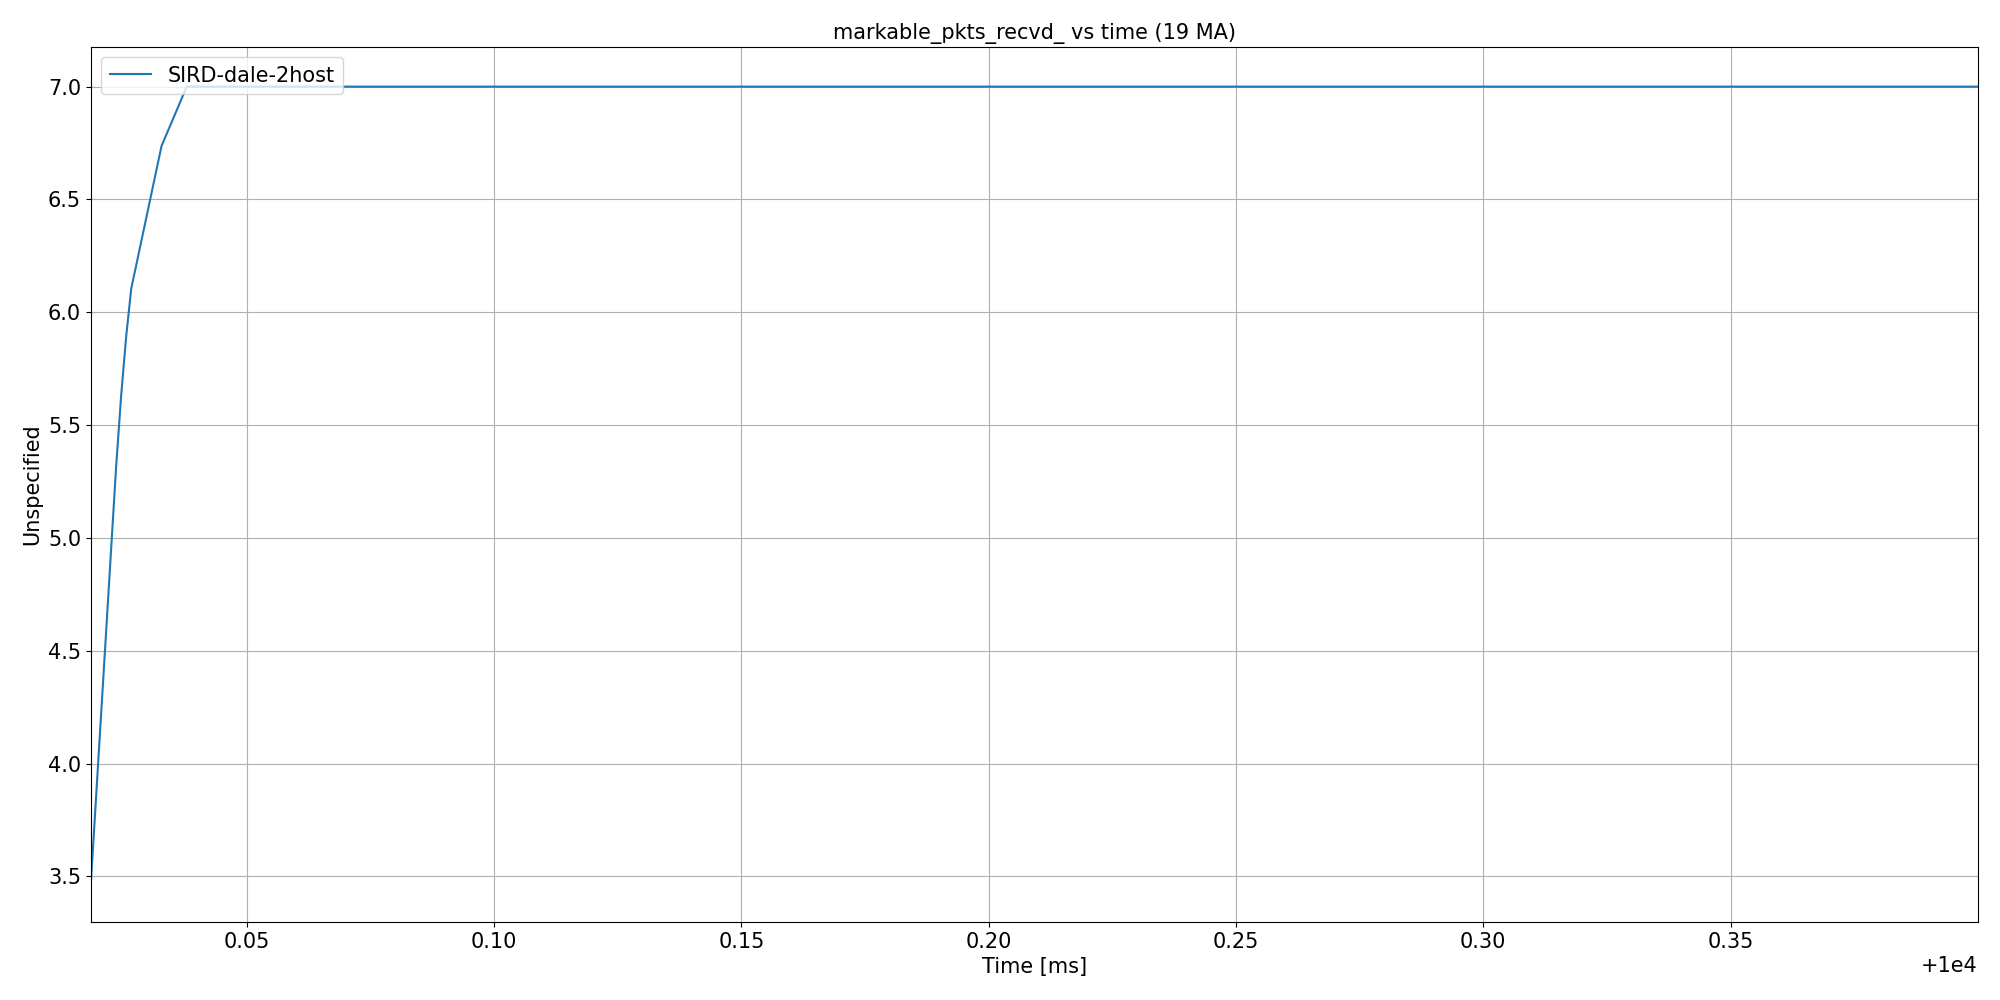 markable_pkts_recvd_ vs time (19 MA)
SIRD-dale-2host
7.0
6.5
6.0
5.5
5.0
4.5
4.0
3.5
Unspecified
0.05 0.10 0.15 0.20 0.25 0.30 0.35
Time [ms]
+1e4